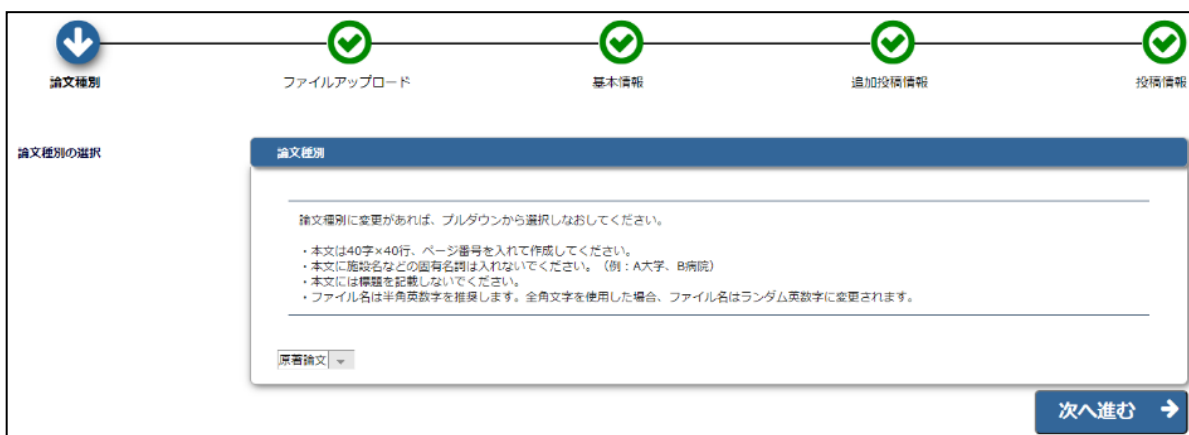 論文種別
ファイルアップロード
基本情報
追加投稿情報
投稿情報
論文種別の選択
論文種別
論文種別に変更があれば、プルダウンから選択しなおしてください。
・本文は40字×40行、ページ番号を入れて作成してください。
・本文に施設名などの固有名詞は入れないでください。（例：A大学、B病院）
・本文には標題を記載しないでください。
・ファイル名は半角英数字を推奨します。全角文字を使用した場合、ファイル名はランダム英数字に変更されます。
原著論文
次へ進む